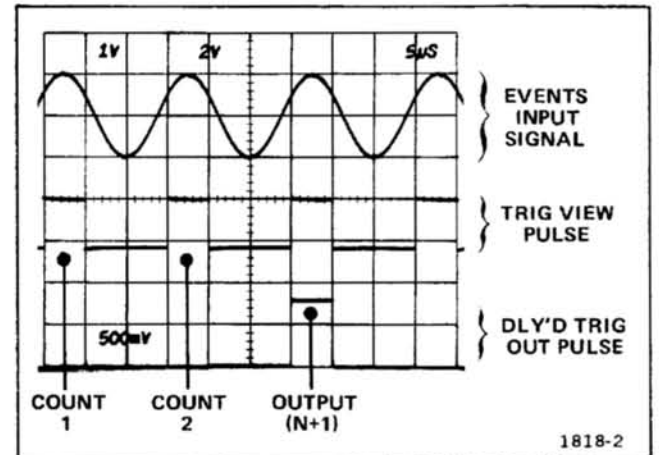 1V 2V 5µS
EVENTS
INPUT
SIGNAL
TRIG VIEW
PULSE
500mV
DLY'D TRIG
OUT PULSE
COUNT
1
COUNT
2
OUTPUT
(N+1)
1818-2